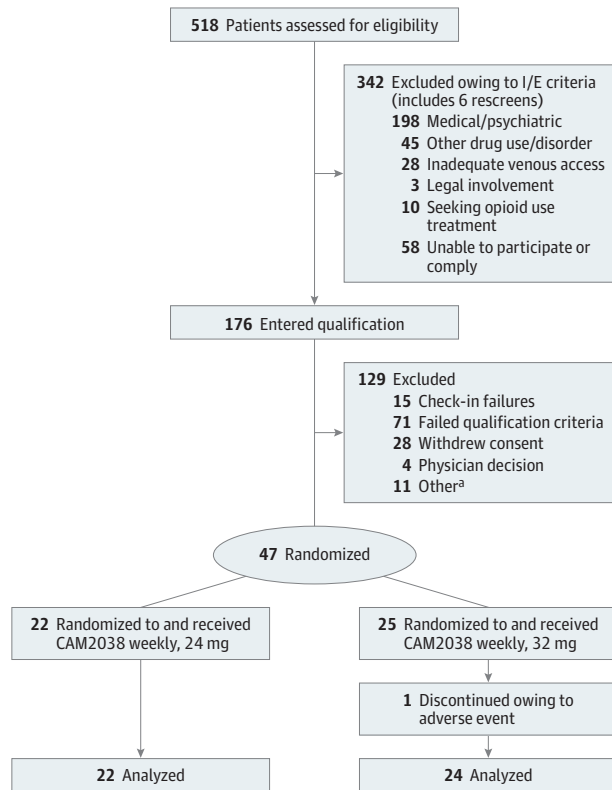 518 Patients assessed for eligibility
342 Excluded owing to I/E criteria
(includes 6 rescreens)
198 Medical/psychiatric
45 Other drug use/disorder
28 Inadequate venous access
3 Legal involvement
10 Seeking opioid use
treatment
58 Unable to participate or
comply
176 Entered qualification
129 Excluded
15 Check-in failures
71 Failed qualification criteria
28 Withdrew consent
4 Physician decision
11 Otherᵃ
47 Randomized
22 Randomized to and received
CAM2038 weekly, 24 mg
25 Randomized to and received
CAM2038 weekly, 32 mg
1 Discontinued owing to
adverse event
22 Analyzed
24 Analyzed